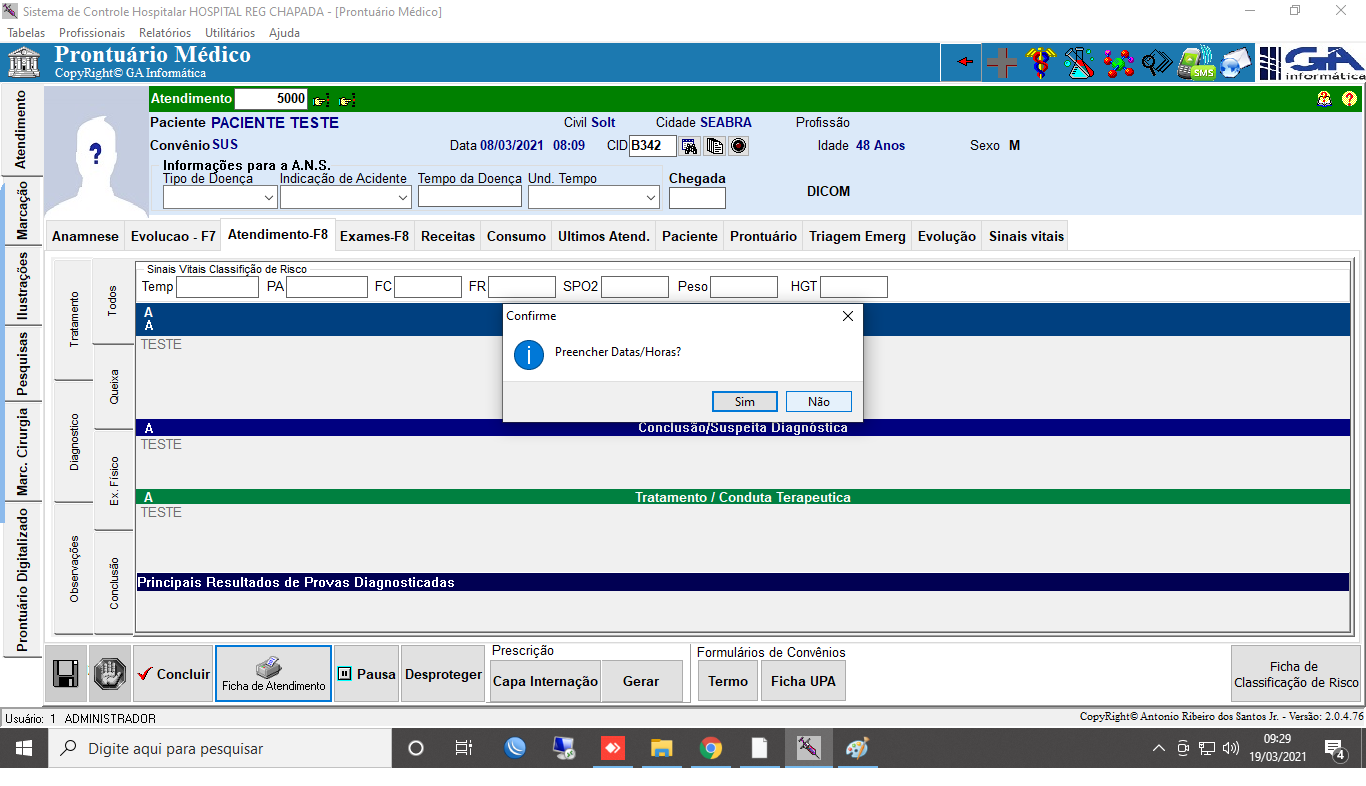 Sistema de Controle Hospitalar HOSPITAL REG CHAPADA - [Prontuário Médico]
Tabelas Profissionais Relatórios Utilitários Ajuda
Prontuário Médico
CopyRight© GA Informática
SMS
GA
informática
Atendimento 5000
Paciente PACIENTE TESTE Civil Solt Cidade SEABRA Profissão
Convênio SUS Data 08/03/2021 08:09 CID B342 Idade 48 Anos Sexo M
Informações para a A.N.S.
Tipo de Doença Indicação de Acidente Tempo da Doença Und. Tempo Chegada
DICOM
?
Atendimento
Marcação
Ilustrações
Pesquisas
Marc. Cirurgia
Prontuário Digitalizado
Anamnese Evolucao - F7 Atendimento-F8 Exames-F8 Receitas Consumo Ultimos Atend. Paciente Prontuário Triagem Emerg Evolução Sinais vitais
Tratamento
Diagnostico
Observações
Todos
Queixa
Ex. Físico
Conclusão
Sinais Vitais Classifição de Risco
Temp PA FC FR SPO2 Peso HGT
A
A
TESTE
Confirme
Preencher Datas/Horas?
Sim Não
A Conclusão/Suspeita Diagnóstica
TESTE
A Tratamento / Conduta Terapeutica
TESTE
Principais Resultados de Provas Diagnosticadas
Concluir
Ficha de Atendimento
Pausa
Desproteger
Prescrição
Capa Internação Gerar
Formulários de Convênios
Termo Ficha UPA
Ficha de
Classificação de Risco
Usuário: 1 ADMINISTRADOR
CopyRight© Antonio Ribeiro dos Santos Jr. - Versão: 2.0.4.76
Digite aqui para pesquisar
09:29
19/03/2021
4